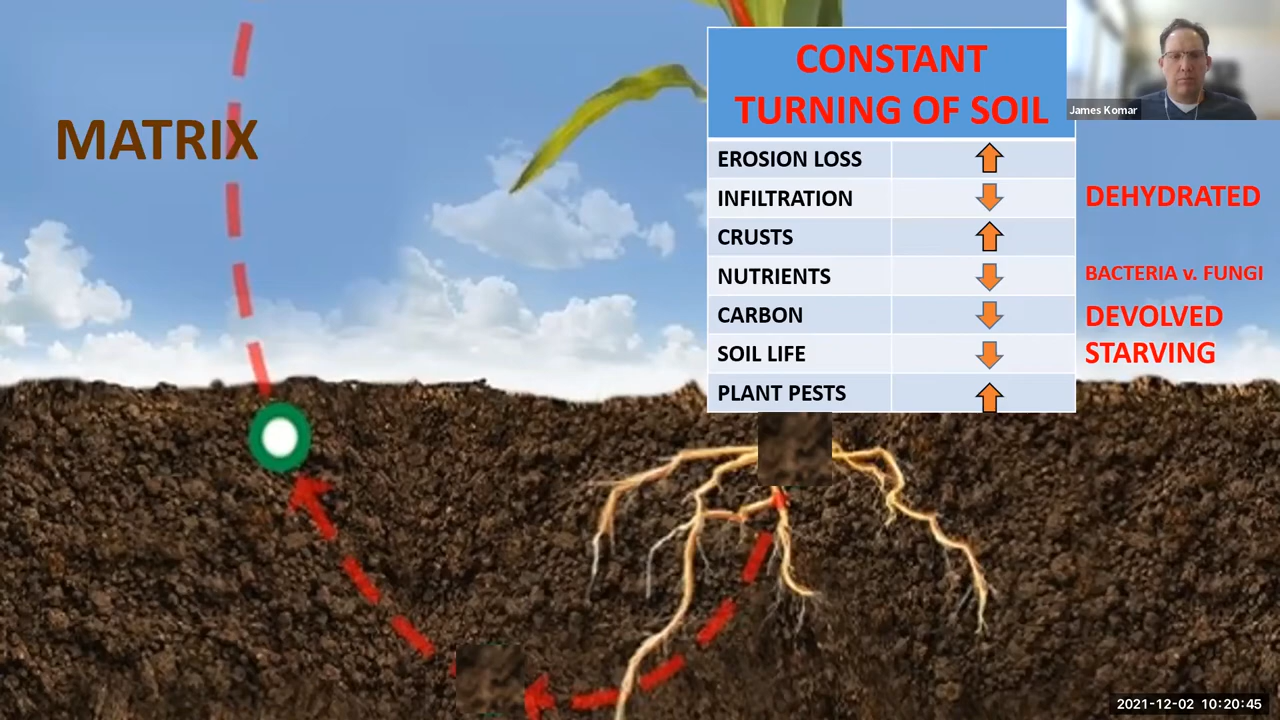 MATRIX
CONSTANT
TURNING OF SOIL
EROSION LOSS
INFILTRATION
DEHYDRATED
CRUSTS
NUTRIENTS
BACTERIA v. FUNGI
CARBON
DEVOLVED
SOIL LIFE
STARVING
PLANT PESTS
James Komar
2021-12-02 10:20:45